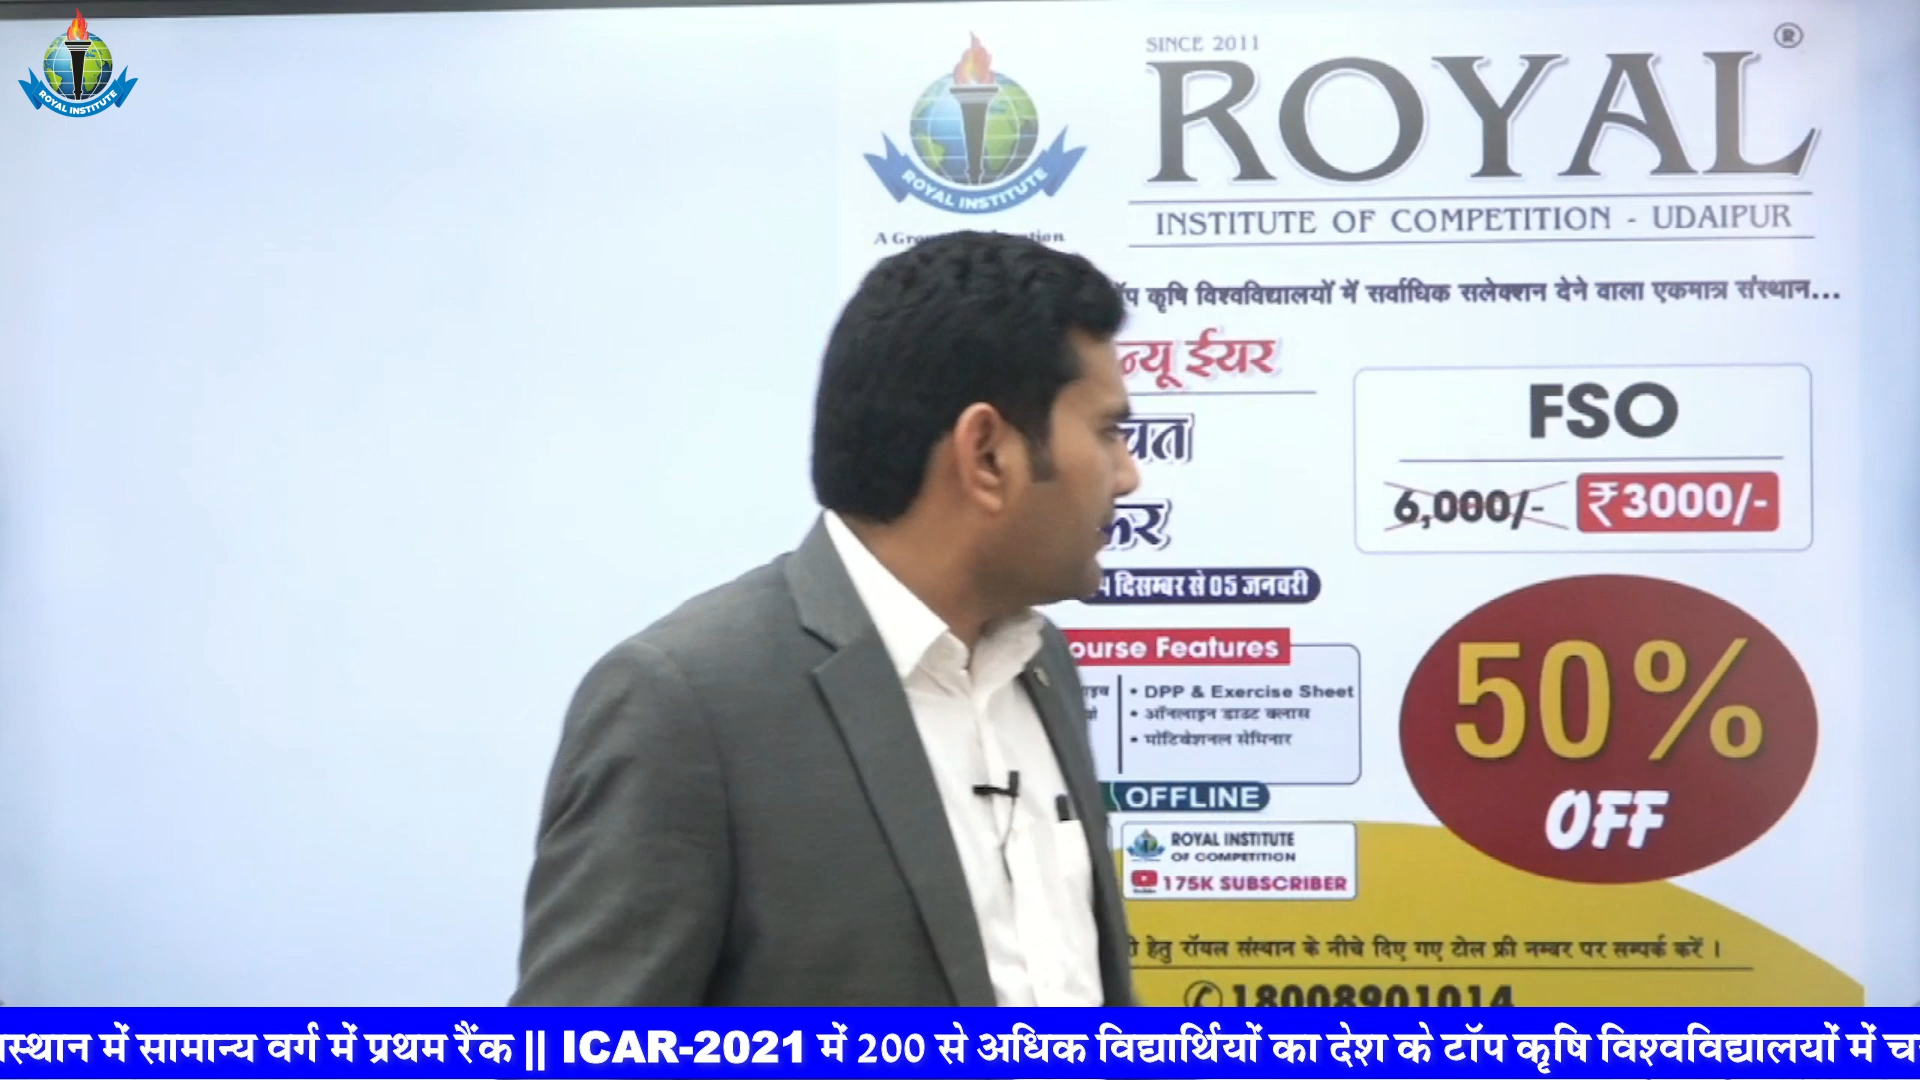 ROYAL INSTITUTE
SINCE 2011
ROYAL ®
ROYAL INSTITUTE
INSTITUTE OF COMPETITION - UDAIPUR
कृषि विश्वविद्यालयों में सर्वाधिक सलेक्शन देने वाला एकमात्र संस्थान...
न्यू ईयर
FSO
6,000/- ₹3000/-
दिसम्बर से 05 जनवरी
Features
• DPP & Exercise Sheet
• ऑनलाइन डाउट क्लास
• मोटिवेशनल सेमिनार
50%
OFF
OFFLINE
ROYAL INSTITUTE
OF COMPETITION
175K SUBSCRIBER
हेतु रॉयल संस्थान के नीचे दिए गए टोल फ्री नम्बर पर सम्पर्क करें ।
18008901014
में सामान्य वर्ग में प्रथम रैंक || ICAR-2021 में 200 से अधिक विद्यार्थियों का देश के टॉप कृषि विश्वविद्यालयों में